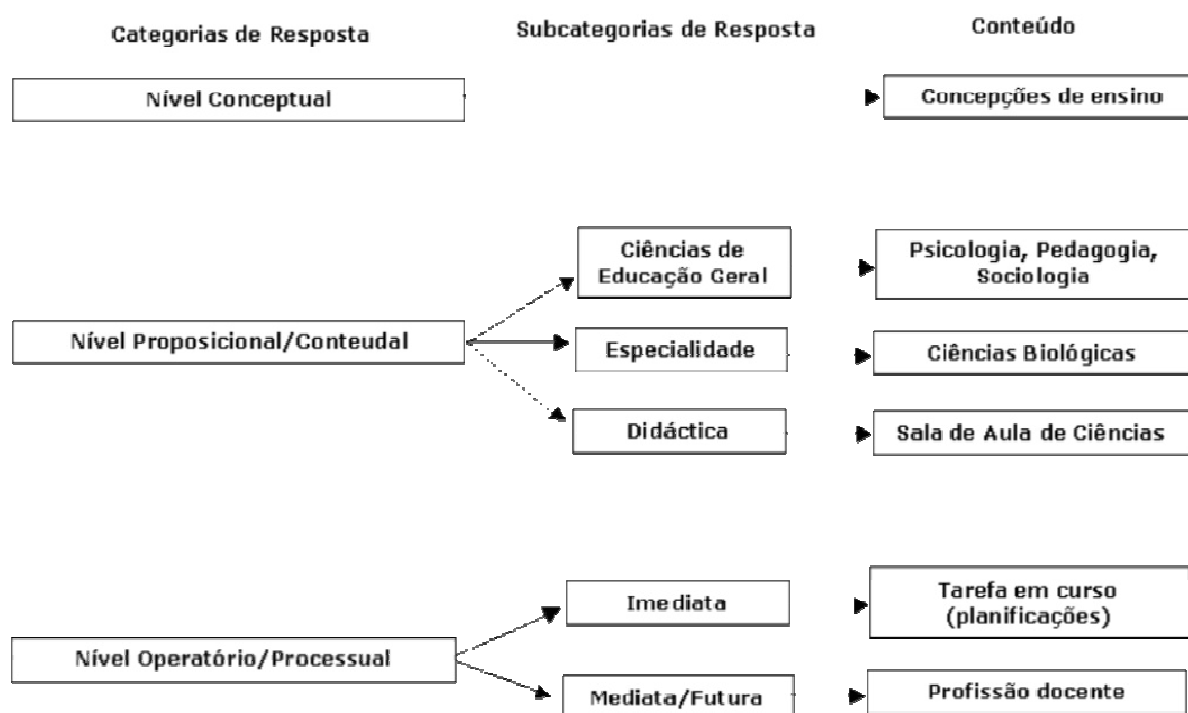 Categorias de Resposta
Subcategorias de Resposta
Conteúdo
Nível Conceptual
Concepções de ensino
Nível Proposicional/Conteudal
Ciências de
Educação Geral
Psicologia, Pedagogia,
Sociologia
Especialidade
Ciências Biológicas
Didáctica
Sala de Aula de Ciências
Nível Operatório/Processual
Imediata
Tarefa em curso
(planificações)
Mediata/Futura
Profissão docente